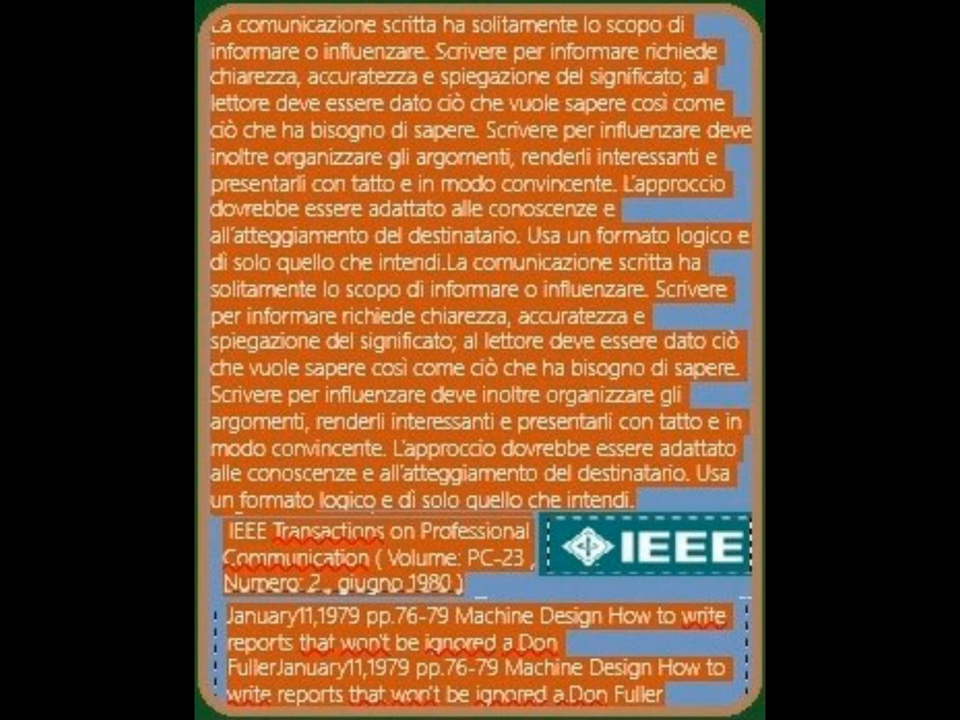 La comunicazione scritta ha solitamente lo scopo di
informare o influenzare. Scrivere per informare richiede
chiarezza, accuratezza e spiegazione del significato; al
lettore deve essere dato ciò che vuole sapere così come
ciò che ha bisogno di sapere. Scrivere per influenzare deve
inoltre organizzare gli argomenti, renderli interessanti e
presentarli con tatto e in modo convincente. L'approccio
dovrebbe essere adattato alle conoscenze e
all'atteggiamento del destinatario. Usa un formato logico e
dì solo quello che intendi.La comunicazione scritta ha
solitamente lo scopo di informare o influenzare. Scrivere
per informare richiede chiarezza, accuratezza e
spiegazione del significato; al lettore deve essere dato ciò
che vuole sapere così come ciò che ha bisogno di sapere.
Scrivere per influenzare deve inoltre organizzare gli
argomenti, renderli interessanti e presentarli con tatto e in
modo convincente. L'approccio dovrebbe essere adattato
alle conoscenze e all'atteggiamento del destinatario. Usa
un formato logico e dì solo quello che intendi.
IEEE Transactions on Professional
Communication ( Volume: PC-23 ,
Numero: 2 , giugno 1980 )
IEEE
January11,1979 pp.76-79 Machine Design How to write
reports that won't be ignored a.Don
FullerJanuary11,1979 pp.76-79 Machine Design How to
write reports that won't be ignored a.Don Fuller